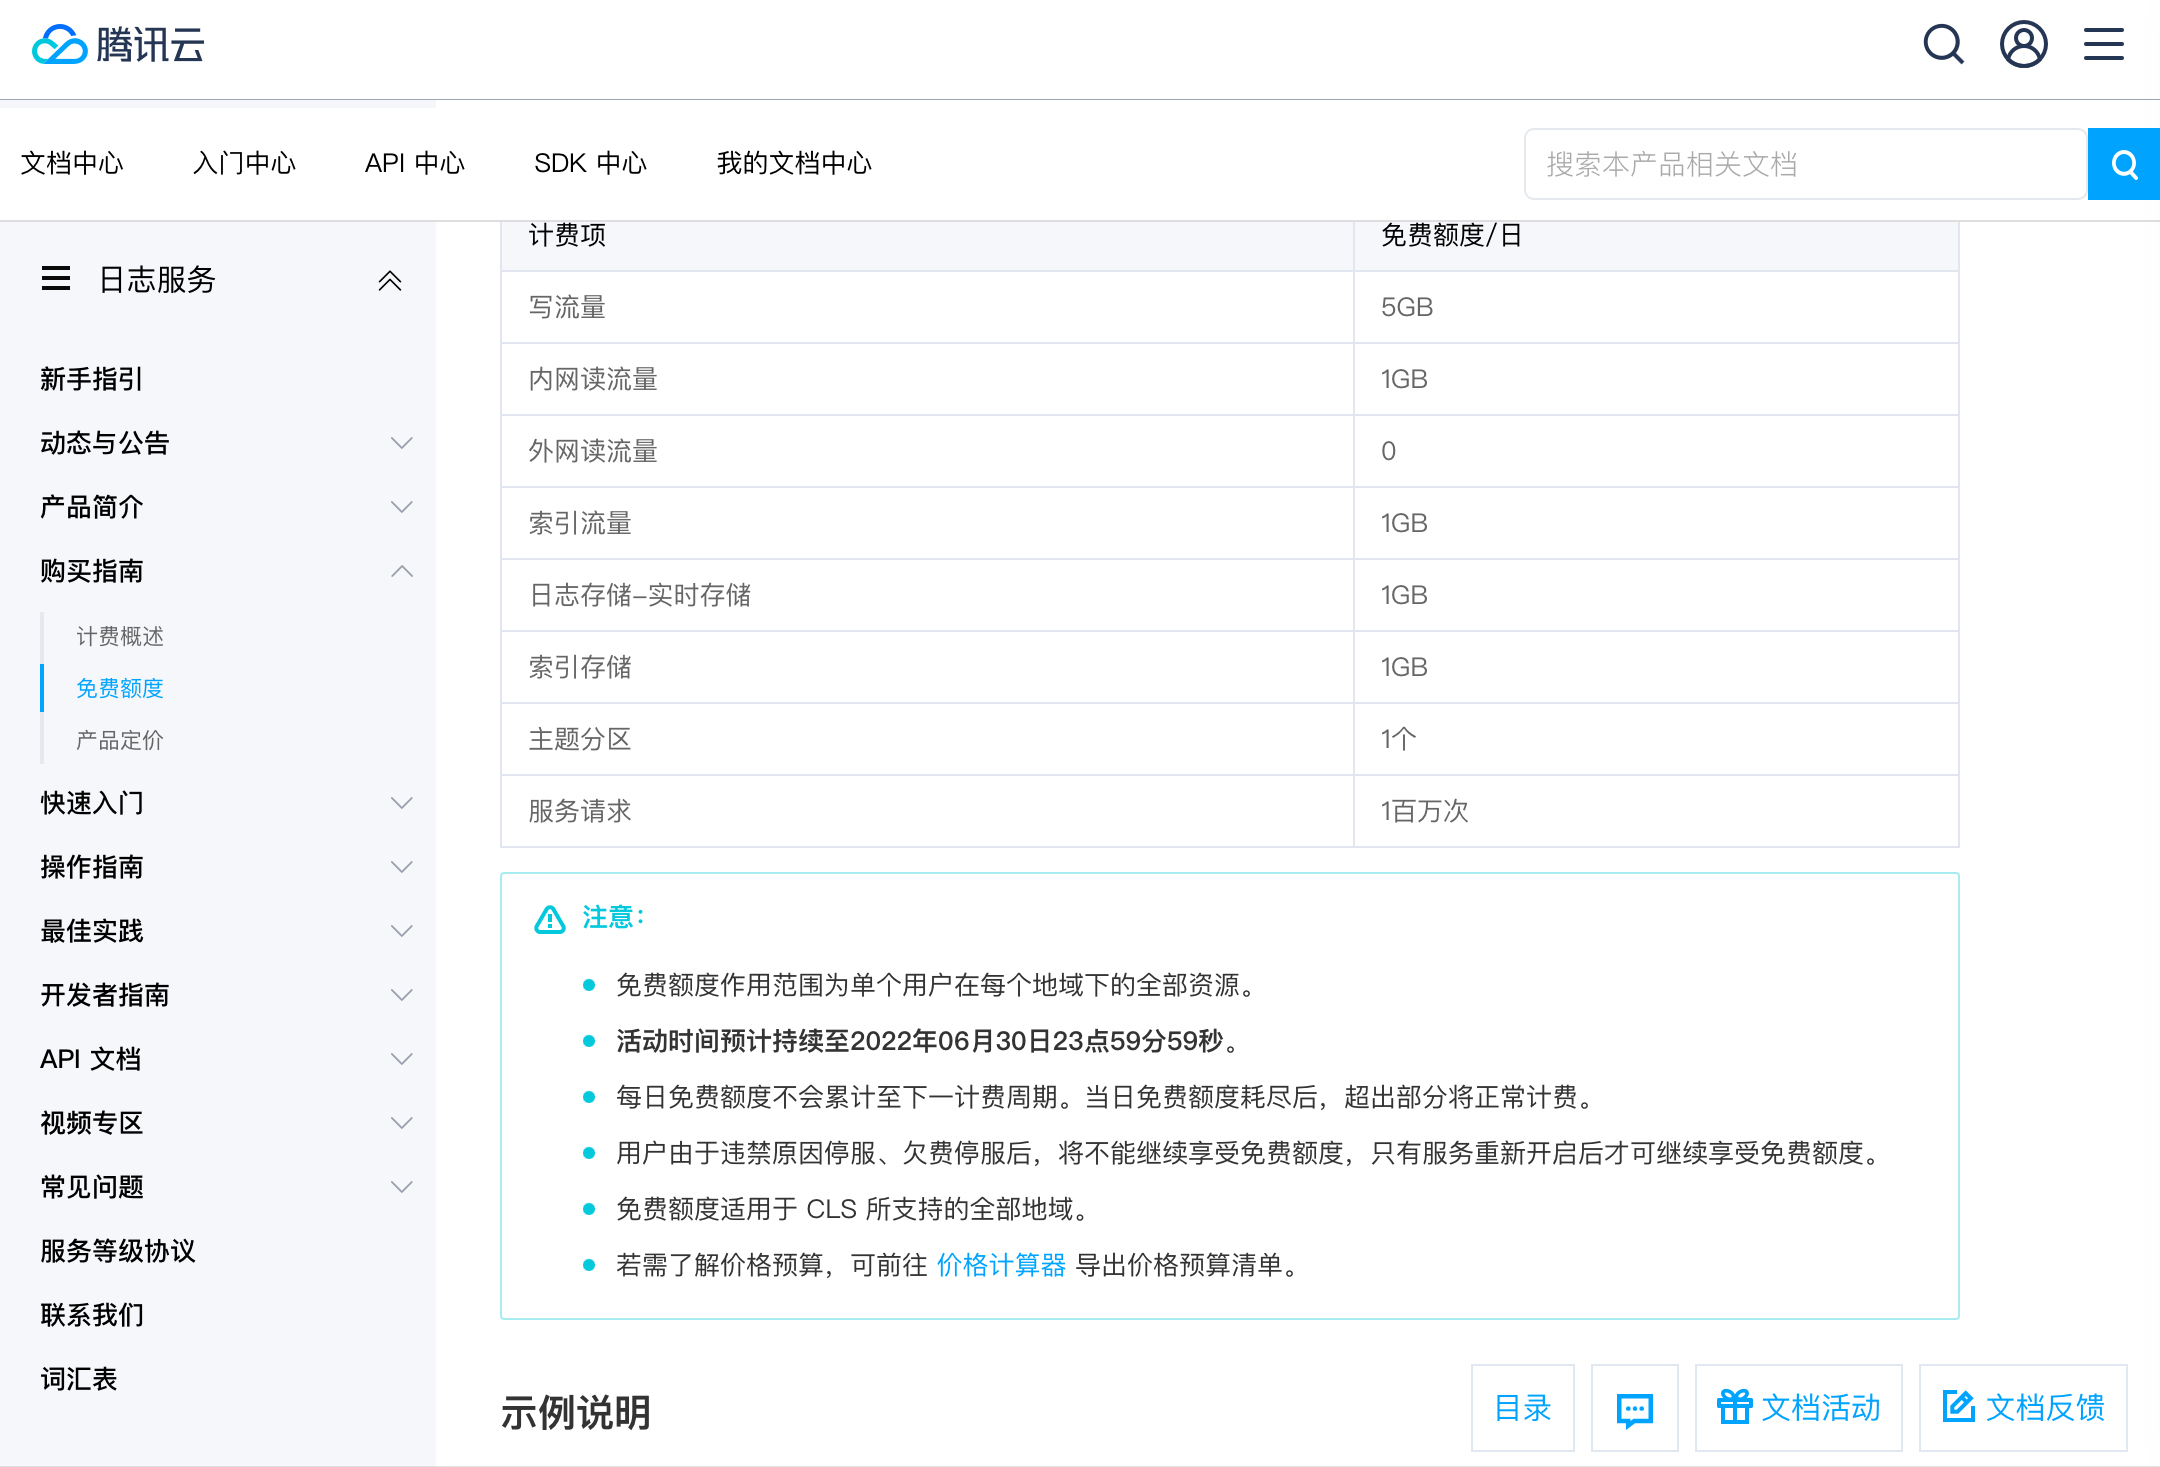 腾讯云
文档中心 入门中心 API 中心 SDK 中心 我的文档中心 搜索本产品相关文档
日志服务
新手指引
动态与公告
产品简介
购买指南
计费概述
免费额度
产品定价
快速入门
操作指南
最佳实践
开发者指南
API 文档
视频专区
常见问题
服务等级协议
联系我们
词汇表
计费项 免费额度/日
写流量 5GB
内网读流量 1GB
外网读流量 0
索引流量 1GB
日志存储-实时存储 1GB
索引存储 1GB
主题分区 1个
服务请求 1百万次
注意：
免费额度作用范围为单个用户在每个地域下的全部资源。
活动时间预计持续至2022年06月30日23点59分59秒。
每日免费额度不会累计至下一计费周期。当日免费额度耗尽后，超出部分将正常计费。
用户由于违禁原因停服、欠费停服后，将不能继续享受免费额度，只有服务重新开启后才可继续享受免费额度。
免费额度适用于 CLS 所支持的全部地域。
若需了解价格预算，可前往 价格计算器 导出价格预算清单。
示例说明
目录 文档活动 文档反馈